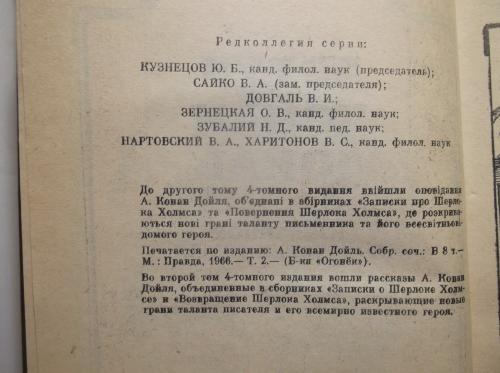 Редколлегия серии:
КУЗНЕЦОВ Ю. Б., канд. филол. наук (председатель);
САЙКО В. А. (зам. председателя);
ДОВГАЛЬ В. И.;
ЗЕРНЕЦКАЯ О. В., канд. филол. наук;
ЗУБАЛИЙ Н. Д., канд. пед. наук;
НАРТОВСКИЙ В. А., ХАРИТОНОВ В. С., канд. филол. наук
До другого тому 4-томного видання ввійшли оповідання
А. Конан Дойля, об'єднані в збірниках «Записки про Шерло-
ка Холмса» та «Повернення Шерлока Холмса», де розкрива-
ються нові грані таланту письменника та його всесвітньо
відомого героя.
Печатается по изданию: А. Конан Дойль. Собр. соч.: В 8 т.—
М.: Правда, 1966.— Т. 2.— (Б-ка «Огонёк»).
Во второй том 4-томного издания вошли рассказы А. Конан
Дойля, объединенные в сборниках «Записки о Шерлоке Холм-
се» и «Возвращение Шерлока Холмса», раскрывающие новые
грани таланта писателя и его всемирно известного героя.